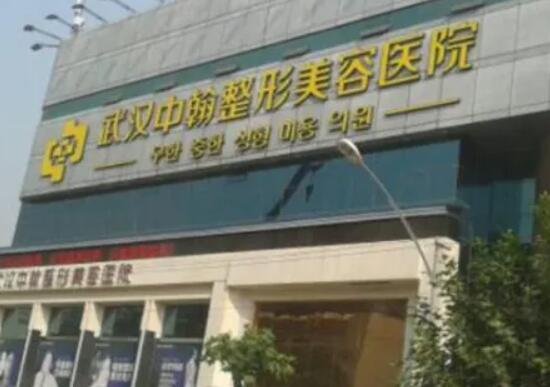 武汉中翰整形美容医院
우한 중한 성형 미용 의원
武汉中翰整形美容医院